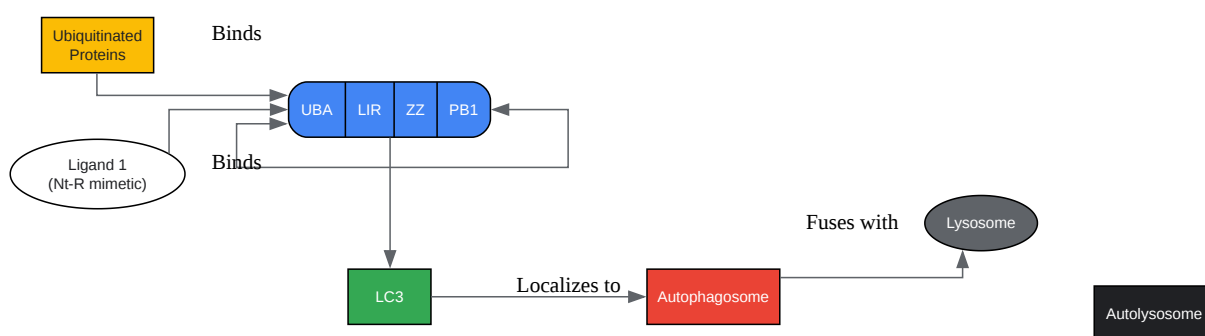 Ubiquitinated
Proteins
Binds
UBA LIR ZZ PB1
Ligand 1
(Nt-R mimetic)
Binds
Fuses with
Lysosome
LC3
Localizes to
Autophagosome
Autolysosome